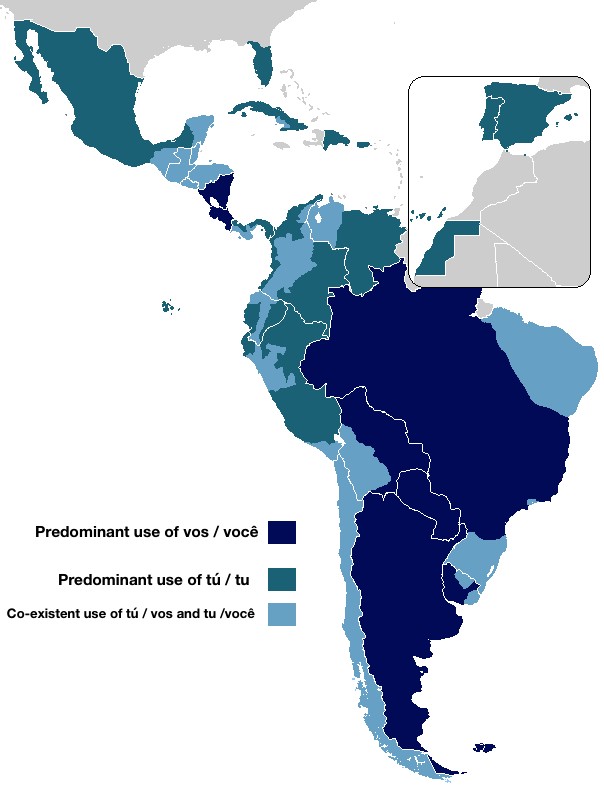 Predominant use of vos / você
Predominant use of tú / tu
Co-existent use of tú / vos and tu /você